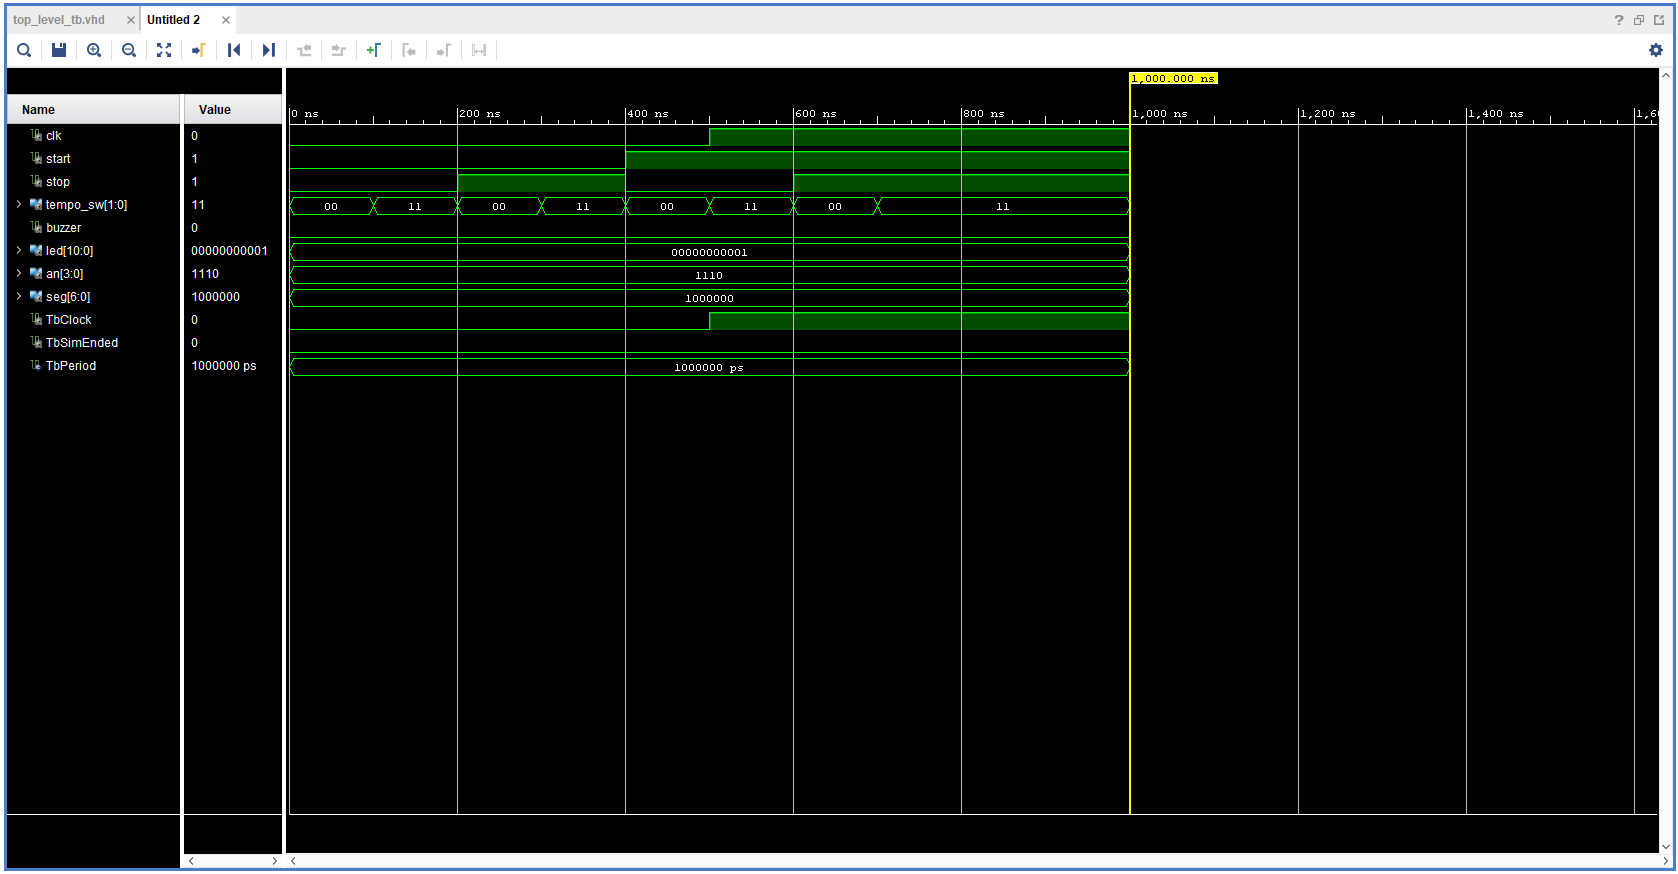 top_level_tb.vhd × Untitled 2 ×
?
1,000.000 ns
Name Value
0 ns 200 ns 400 ns 600 ns 800 ns 1,000 ns 1,200 ns 1,400 ns 1,60
clk 0
start 1
stop 1
tempo_sw[1:0] 11 00 11 00 11 00 11 00 11
buzzer 0
led[10:0] 00000000001 00000000001
an[3:0] 1110 1110
seg[6:0] 1000000 1000000
TbClock 0
TbSimEnded 0
TbPeriod 1000000 ps 1000000 ps